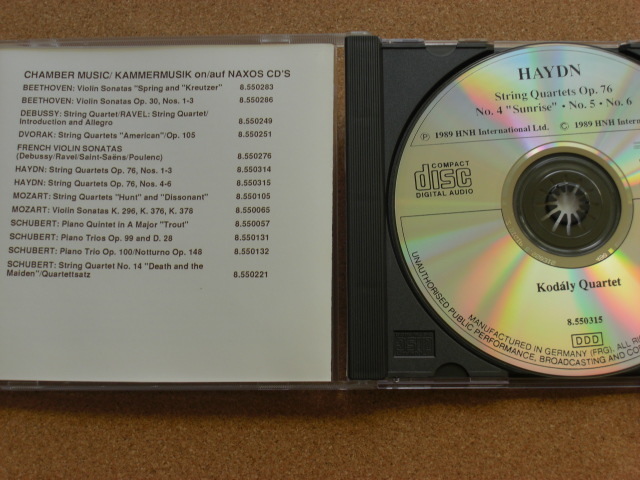 CHAMBER MUSIC/ KAMMERMUSIK on/auf NAXOS CD'S
BEETHOVEN: Violin Sonatas "Spring and "Kreutzer" 8.550283
BEETHOVEN: Violin Sonatas Op. 30, Nos. 1-3 8.550286
DEBUSSY: String Quartet/RAVEL: String Quartet/
Introduction and Allegro 8.550249
DVORAK: String Quartets "American"/Op. 105 8.550251
FRENCH VIOLIN SONATAS
(Debussy/Ravel/Saint-Saëna/Poulenc) 8.550276
HAYDN: String Quartets Op. 76, Nos. 1-3 8.550314
HAYDN: String Quartets Op. 76, Nos. 4-6 8.550315
MOZART: String Quartets "Hunt" and "Dissonant" 8.550105
MOZART: Violin Sonatas K. 296, K. 376, K. 378 8.550065
SCHUBERT: Piano Quintet in A Major "Trout" 8.550057
SCHUBERT: Piano Trios Op. 99 and D. 28 8.550131
SCHUBERT: Piano Trio Op. 100/Notturno Op. 148 8.550132
SCHUBERT: String Quartet No. 14 "Death and the
Maiden"/Quartettsatz 8.550221
HAYDN
String Quartets Op. 76
No. 4 "Sunrise" • No. 5 • No. 6
℗ 1989 HNH International Ltd. © 1989 HNH Intern
COMPACT
disc
DIGITAL AUDIO
Kodály Quartet
8.550315
DDD
MANUFACTURED IN GERMANY (FRG). ALL
UNAUTHORISED PUBLIC PERFORMANCE, BROADCASTING AND CO
disc